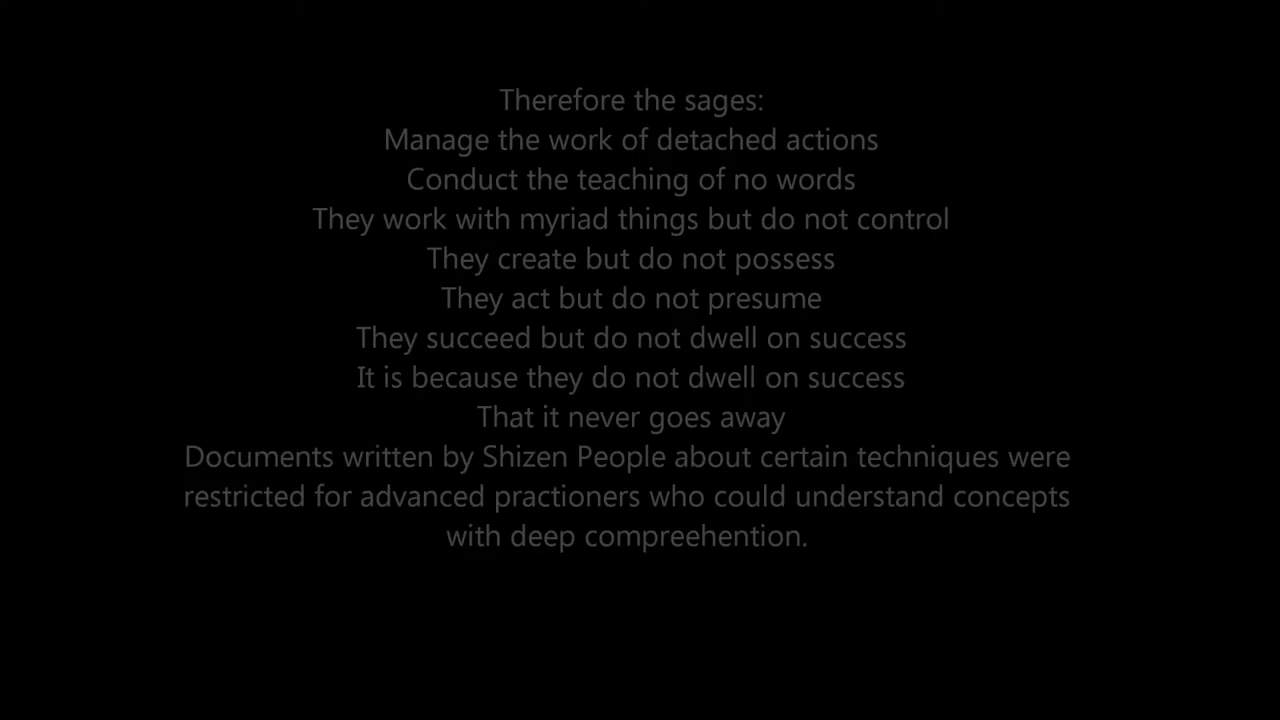 Therefore the sages:
Manage the work of detached actions
Conduct the teaching of no words
They work with myriad things but do not control
They create but do not possess
They act but do not presume
They succeed but do not dwell on success
It is because they do not dwell on success
That it never goes away
Documents written by Shizen People about certain techniques were
restricted for advanced practioners who could understand concepts
with deep compreehention.